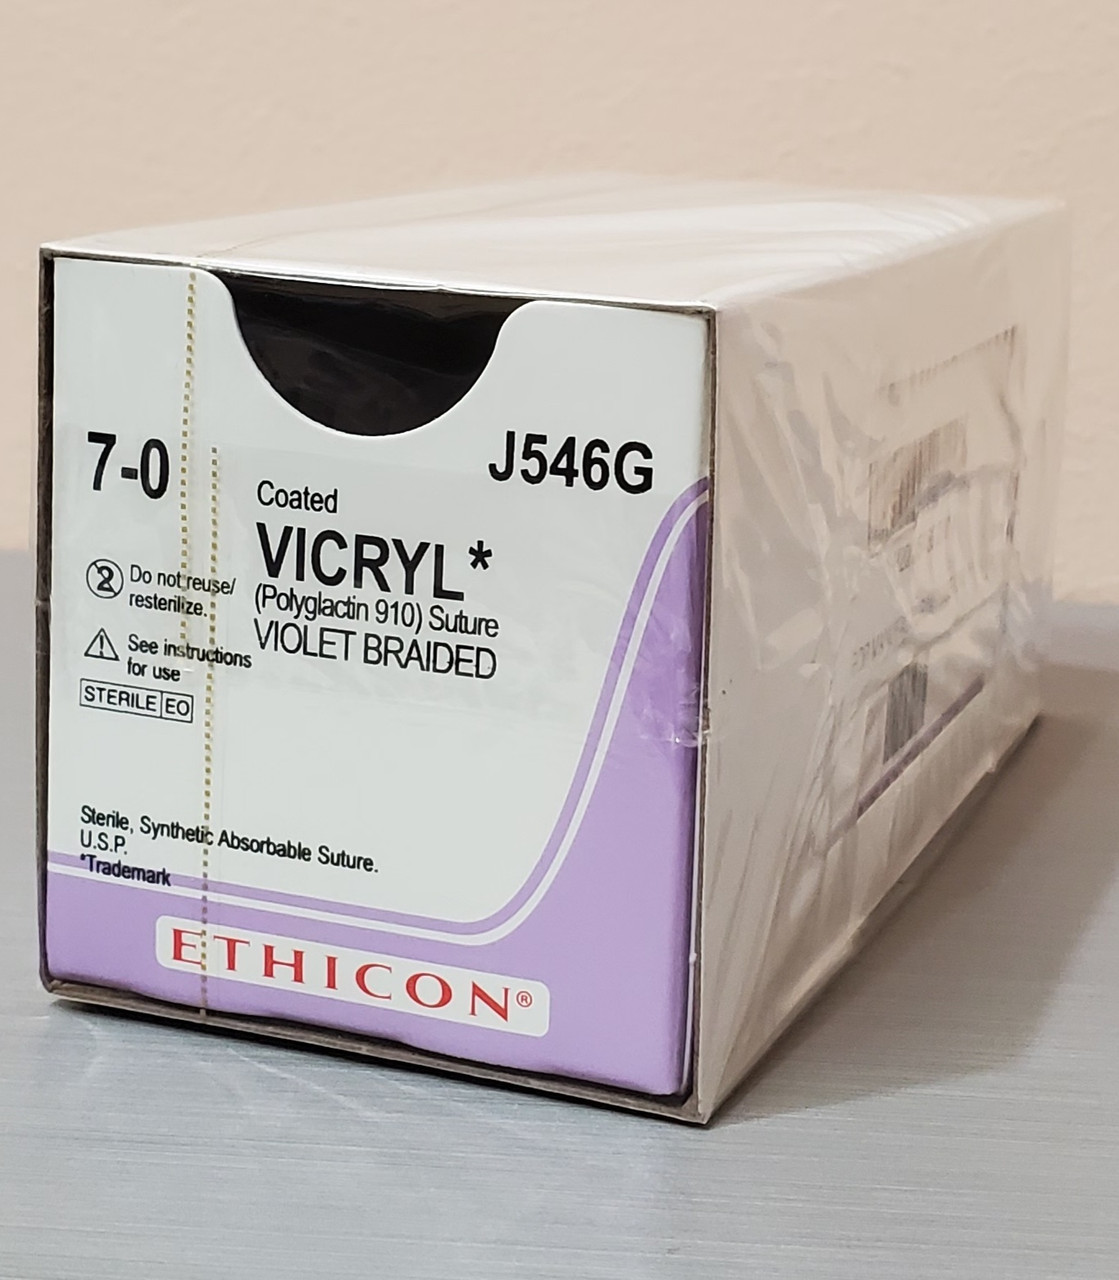 7-0
J546G
Coated
VICRYL*
(Polyglactin 910) Suture
VIOLET BRAIDED
2
Do not reuse/
resterilize.
See instructions
for use
STERILE EO
Sterile, Synthetic Absorbable Suture.
U.S.P.
*Trademark
ETHICON®